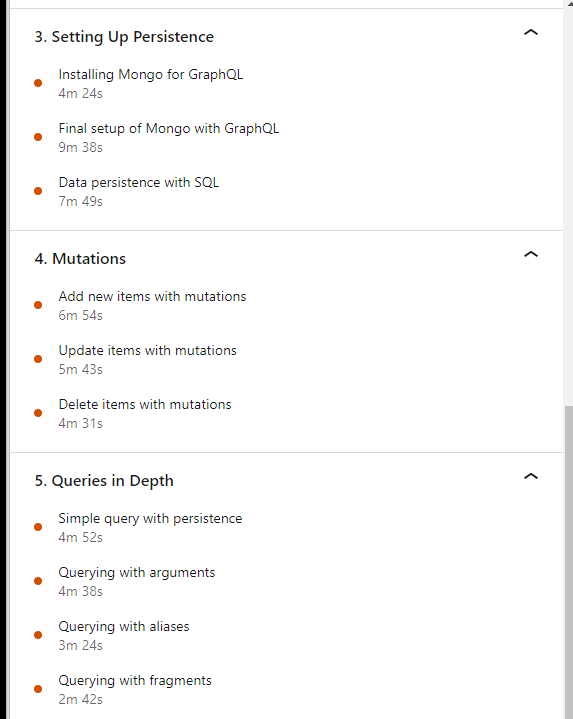 3. Setting Up Persistence
Installing Mongo for GraphQL
4m 24s
Final setup of Mongo with GraphQL
9m 38s
Data persistence with SQL
7m 49s
4. Mutations
Add new items with mutations
6m 54s
Update items with mutations
5m 43s
Delete items with mutations
4m 31s
5. Queries in Depth
Simple query with persistence
4m 52s
Querying with arguments
4m 38s
Querying with aliases
3m 24s
Querying with fragments
2m 42s